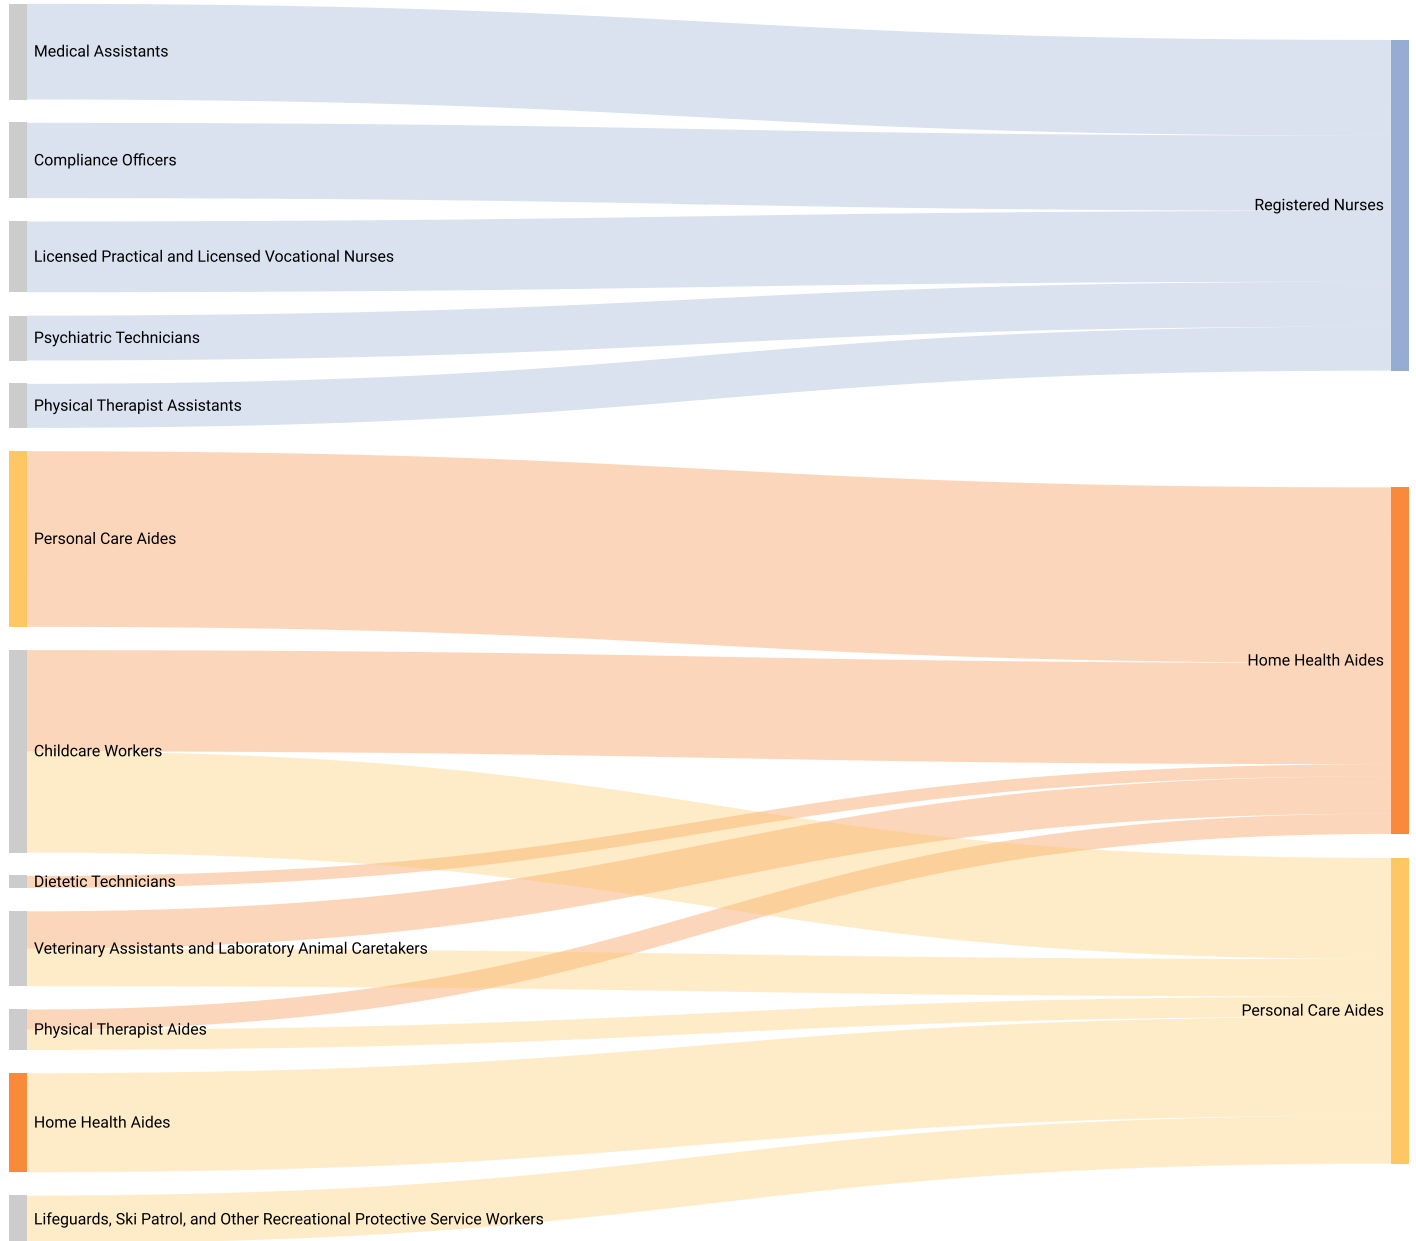 Medical Assistants
Compliance Officers
Registered Nurses
Licensed Practical and Licensed Vocational Nurses
Psychiatric Technicians
Physical Therapist Assistants
Personal Care Aides
Home Health Aides
Childcare Workers
Dietetic Technicians
Veterinary Assistants and Laboratory Animal Caretakers
Personal Care Aides
Physical Therapist Aides
Home Health Aides
Lifeguards, Ski Patrol, and Other Recreational Protective Service Workers